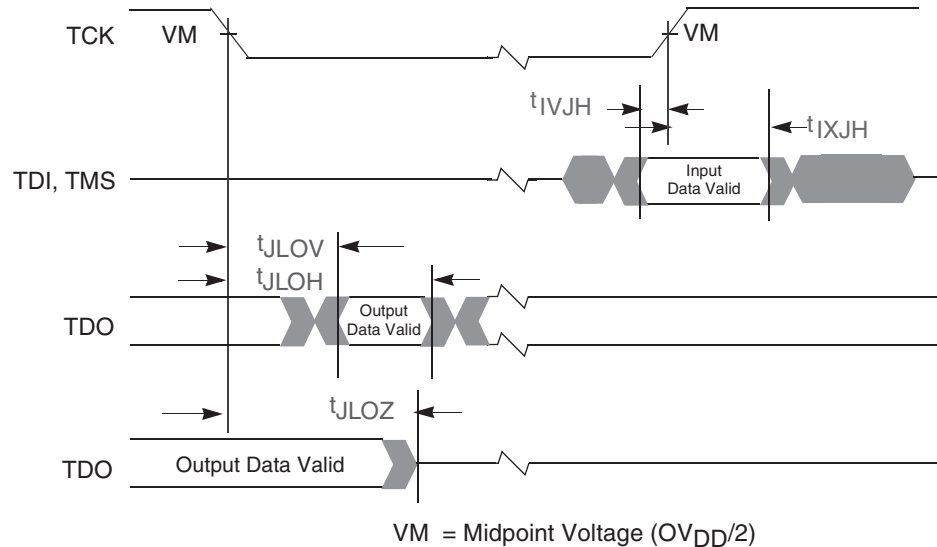 TCK
VM
VM
tIVJH
tIXJH
TDI, TMS
Input
Data Valid
tJLOV
tJLOH
TDO
Output
Data Valid
tJLOZ
TDO
Output Data Valid
VM = Midpoint Voltage (OVDD/2)